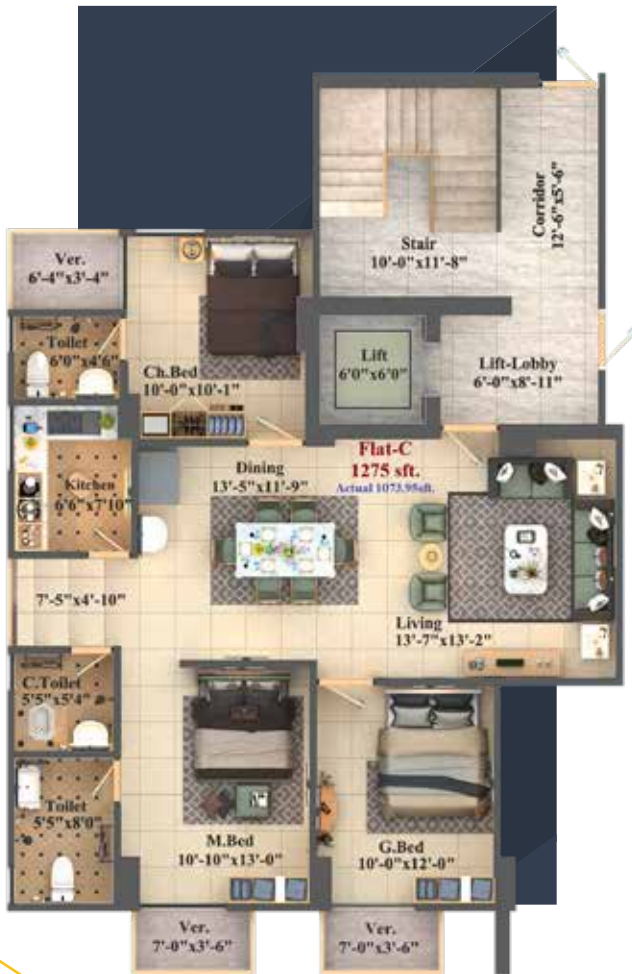 Corridor
12'-6"x5'-6"
Stair
10'-0"x11'-8"
Ver.
6'-4"x3'-4"
Toilet
6'0"x4'6"
Ch.Bed
10'-0"x10'-1"
Lift
6'0"x6'0"
Lift-Lobby
6'-0"x8'-11"
Flat-C
1275 sft.
Actual 1073.95sft.
Dining
13'-5"x11'-9"
Kitchen
6'6"x7'10"
7'-5"x4'-10"
Living
13'-7"x13'-2"
C.Toilet
5'5"x5'4"
Toilet
5'5"x8'0"
M.Bed
10'-10"x13'-0"
G.Bed
10'-0"x12'-0"
Ver.
7'-0"x3'-6"
Ver.
7'-0"x3'-6"